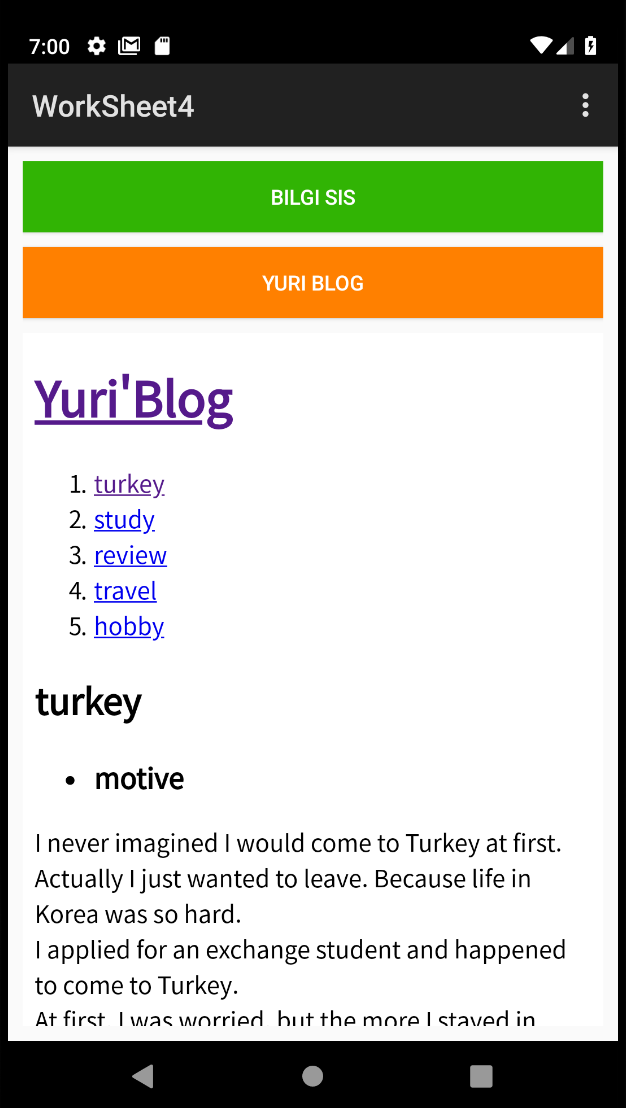 7:00
WorkSheet4
BILGI SIS
YURI BLOG
Yuri'Blog
1. turkey
2. study
3. review
4. travel
5. hobby
turkey
• motive
I never imagined I would come to Turkey at first.
Actually I just wanted to leave. Because life in
Korea was so hard.
I applied for an exchange student and happened
to come to Turkey.
At first, I was worried, but the more I stayed in